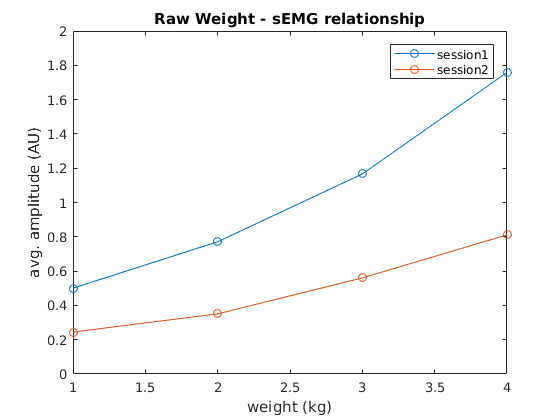 Raw Weight - sEMG relationship
session1
session2
avg. amplitude (AU)
2
1.8
1.6
1.4
1.2
1
0.8
0.6
0.4
0.2
0
1 1.5 2 2.5 3 3.5 4
weight (kg)